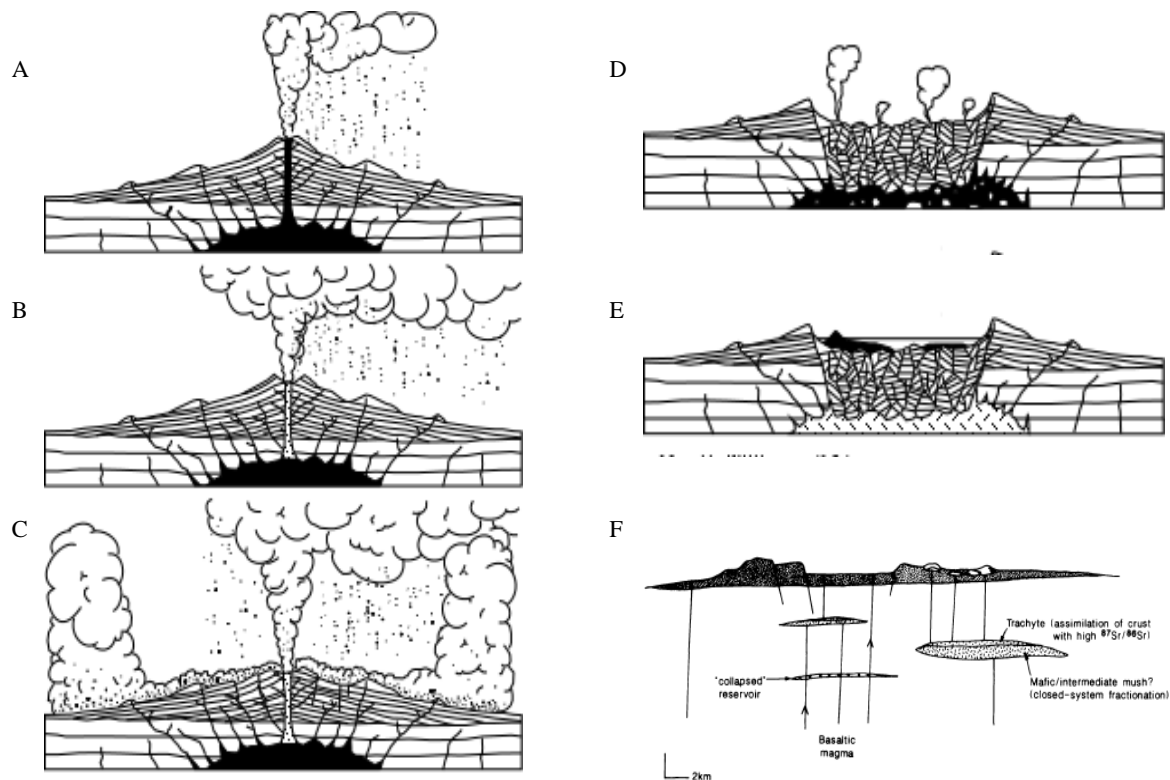 A
B
C
D
E
F
Trachyte (assimilation of crust
with high ⁸⁷Sr/⁸⁶Sr)
'collapsed'
reservoir
Mafic/intermediate mush?
(closed-system fractionation)
Basaltic
magma
2km